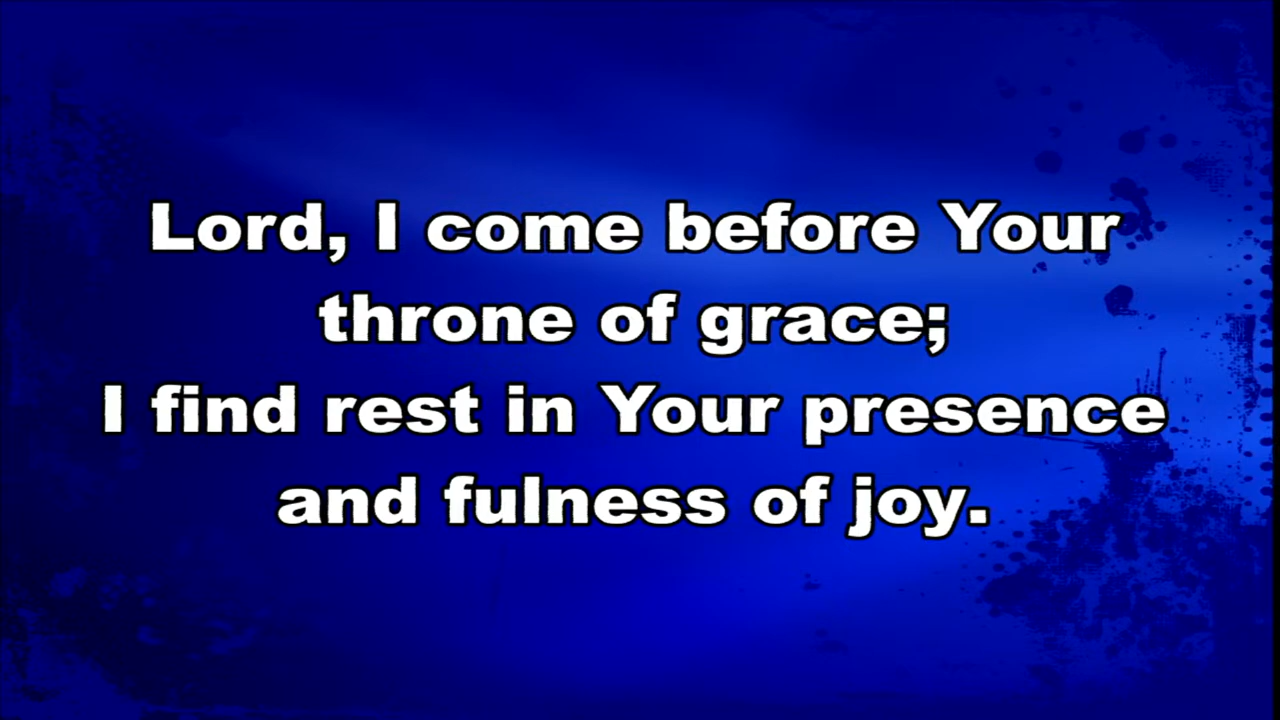 Lord, I come before Your
throne of grace;
I find rest in Your presence
and fulness of joy.